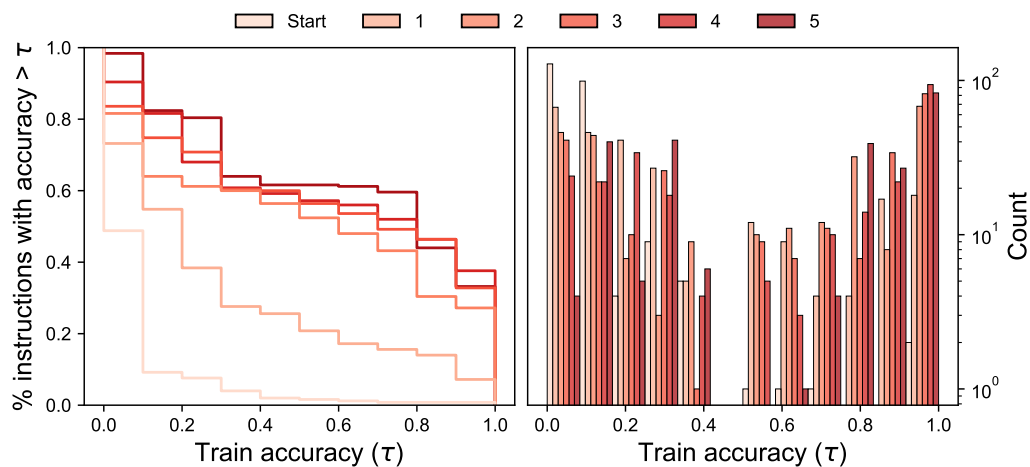 Start 1 2 3 4 5
% instructions with accuracy > τ
1.0
0.8
0.6
0.4
0.2
0.0
0.0 0.2 0.4 0.6 0.8 1.0
Train accuracy (τ)
0.0 0.2 0.4 0.6 0.8 1.0
Train accuracy (τ)
10²
10¹
10⁰
Count